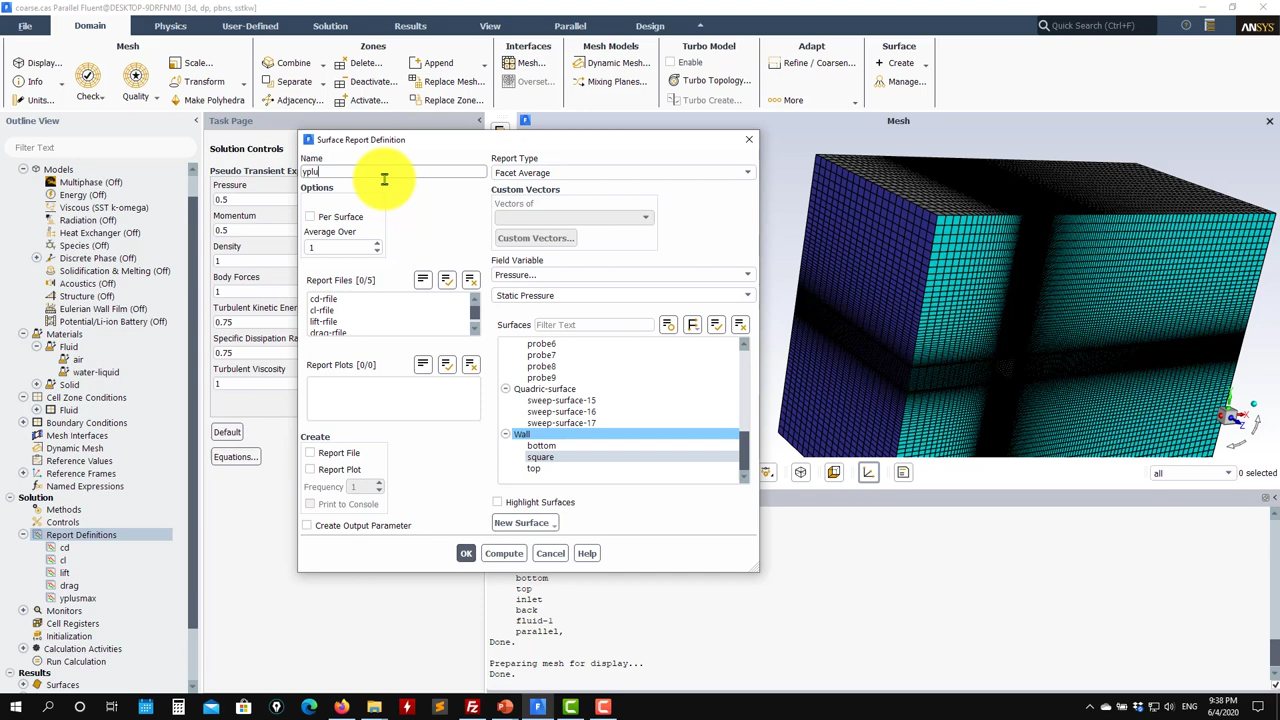 coarse.cas Parallel Fluent@DESKTOP-9DRFNM0 [3d, dp, pbns, sstkw]
File Domain Physics User-Defined Solution Results View Parallel Design Quick Search (Ctrl+F) ANSYS
Mesh Zones Interfaces Mesh Models Turbo Model Adapt Surface
Display... Scale... Combine Delete... Append Mesh... Dynamic Mesh... Enable Refine / Coarsen... Create
Info Check Quality Transform Separate Deactivate... Replace Mesh... Overset... Mixing Planes... Turbo Topology... Manage...
Units... Make Polyhedra Adjacency... Activate... Replace Zone... Turbo Create... More
Outline View
Filter Text
Models
Multiphase (Off)
Energy (Off)
Viscous (SST k-omega)
Radiation (Off)
Heat Exchanger (Off)
Species (Off)
Discrete Phase (Off)
Solidification & Melting (Off)
Acoustics (Off)
Structure (Off)
Eulerian Wall Film (Off)
Potential/Li-ion Battery (Off)
Materials
Fluid
air
water-liquid
Solid
Cell Zone Conditions
Fluid
Boundary Conditions
Mesh Interfaces
Dynamic Mesh
Reference Values
Reference Frames
Named Expressions
Solution
Methods
Controls
Report Definitions
cd
cl
lift
drag
yplusmax
Monitors
Cell Registers
Initialization
Calculation Activities
Run Calculation
Results
Surfaces
Task Page
Solution Controls
Pseudo Transient Ex
Pressure
0.5
Momentum
0.5
Density
1
Body Forces
1
Turbulent Kinetic Ener
0.75
Specific Dissipation Ra
0.75
Turbulent Viscosity
1
Default
Equations...
Surface Report Definition
Name
yplu
Options
Per Surface
Average Over
1
Report Files [0/5]
cd-rfile
cl-rfile
lift-rfile
drag-rfile
Report Plots [0/0]
Create
Report File
Report Plot
Frequency 1
Print to Console
Create Output Parameter
Report Type
Facet Average
Custom Vectors
Vectors of
Custom Vectors...
Field Variable
Pressure...
Static Pressure
Surfaces Filter Text
probe6
probe7
probe8
probe9
Quadric-surface
sweep-surface-15
sweep-surface-16
sweep-surface-17
Wall
bottom
square
top
Highlight Surfaces
New Surface
OK Compute Cancel Help
Mesh
X
Z
all 0 selected
bottom
top
inlet
back
fluid-1
parallel,
Done.
Preparing mesh for display...
Done.
9:38 PM
6/4/2020